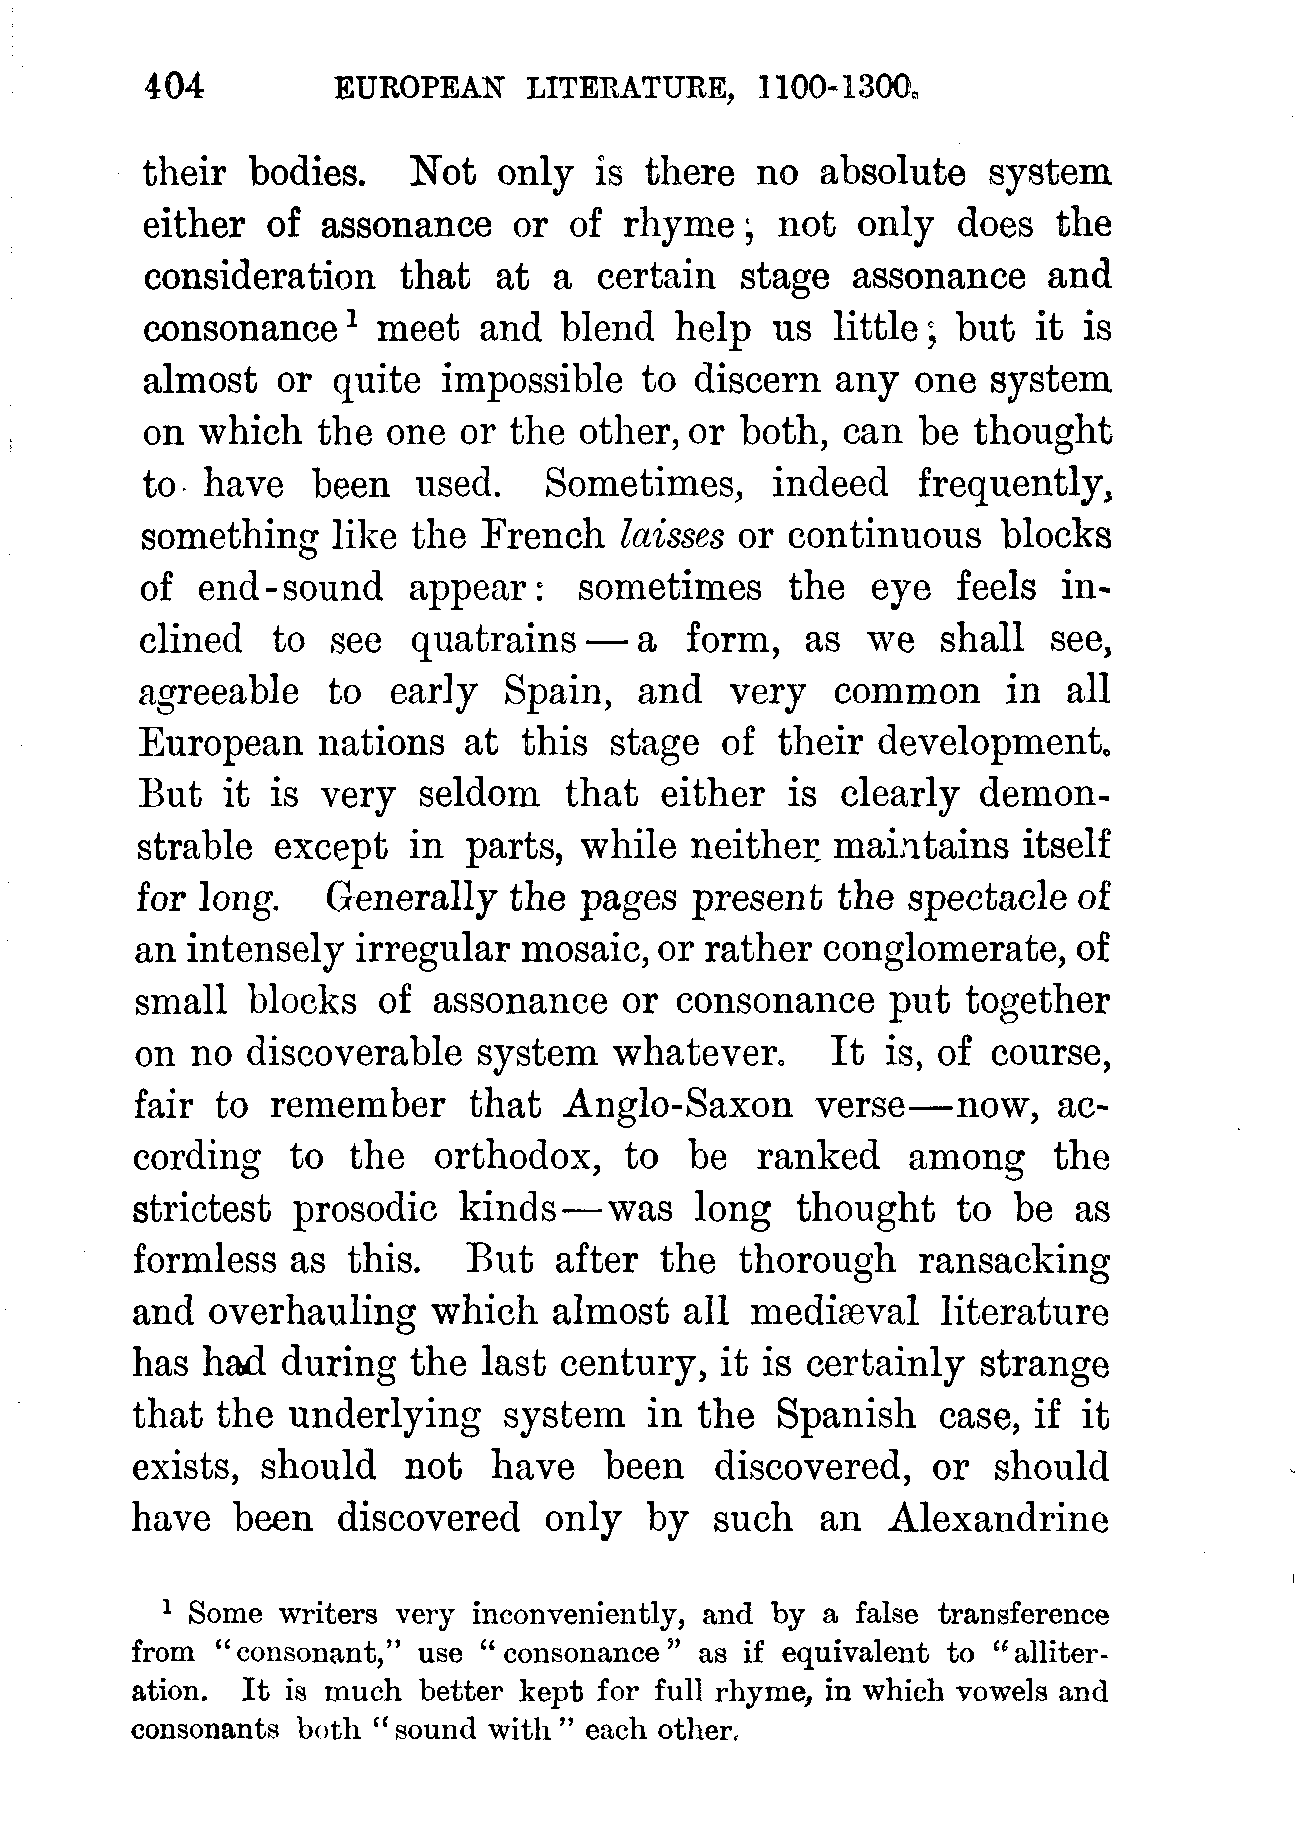 404 EUROPEAN LITERATURE, 1100-1300.
their bodies. Not only is there no absolute system
either of assonance or of rhyme; not only does the
consideration that at a certain stage assonance and
consonance¹ meet and blend help us little; but it is
almost or quite impossible to discern any one system
on which the one or the other, or both, can be thought
to have been used. Sometimes, indeed frequently,
something like the French laisses or continuous blocks
of end-sound appear: sometimes the eye feels in-
clined to see quatrains — a form, as we shall see,
agreeable to early Spain, and very common in all
European nations at this stage of their development.
But it is very seldom that either is clearly demon-
strable except in parts, while neither maintains itself
for long. Generally the pages present the spectacle of
an intensely irregular mosaic, or rather conglomerate, of
small blocks of assonance or consonance put together
on no discoverable system whatever. It is, of course,
fair to remember that Anglo-Saxon verse—now, ac-
cording to the orthodox, to be ranked among the
strictest prosodic kinds—was long thought to be as
formless as this. But after the thorough ransacking
and overhauling which almost all mediæval literature
has had during the last century, it is certainly strange
that the underlying system in the Spanish case, if it
exists, should not have been discovered, or should
have been discovered only by such an Alexandrine
¹ Some writers very inconveniently, and by a false transference
from "consonant," use "consonance" as if equivalent to "alliter-
ation. It is much better kept for full rhyme, in which vowels and
consonants both "sound with" each other.